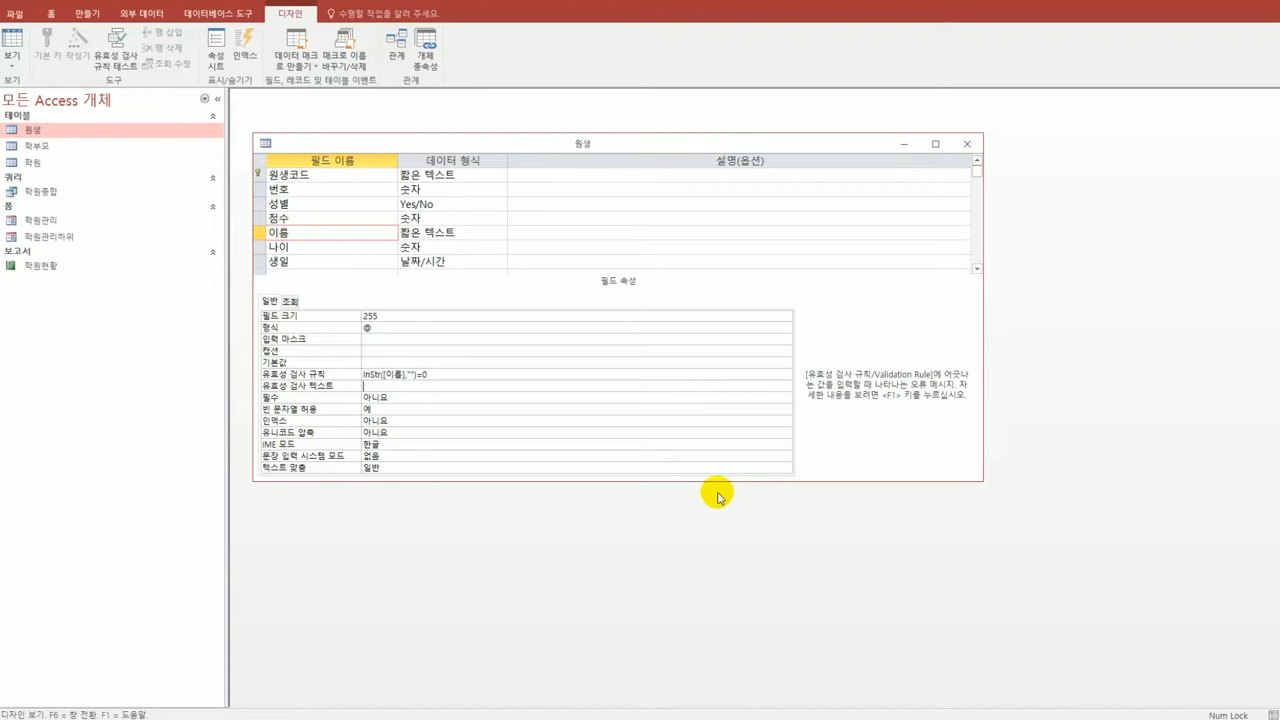 파일 홈 만들기 외부 데이터 데이터베이스 도구 디자인 수행할 작업을 알려 주세요.
보기 기본 키 작성기 유효성 검사 규칙 테스트
행 삽입
행 삭제
조회 수정
속성 시트 인덱스
데이터 매크로 만들기 매크로 이름 바꾸기/삭제
관계 개체 종속성
보기 도구 표시/숨기기 필드, 레코드 및 테이블 이벤트 관계
모든 Access 개체 «
테이블
원생
학부모
학원
쿼리
학원종합
폼
학원관리
학원관리하위
보고서
학원현황
원생
필드 이름 데이터 형식 설명(옵션)
원생코드 짧은 텍스트
번호 숫자
성별 Yes/No
점수 숫자
이름 짧은 텍스트
나이 숫자
생일 날짜/시간
필드 속성
일반 조회
필드 크기 255
형식 @
입력 마스크
캡션
기본값
유효성 검사 규칙 InStr([이름],"")=0
유효성 검사 텍스트
필수 아니요
빈 문자열 허용 예
인덱스 아니요
유니코드 압축 아니요
IME 모드 한글
문장 입력 시스템 모드 없음
텍스트 맞춤 일반
[유효성 검사 규칙/Validation Rule]에 어긋나
는 값을 입력할 때 나타나는 오류 메시지. 자
세한 내용을 보려면 <F1> 키를 누르십시오.
디자인 보기. F6 = 창 전환. F1 = 도움말. Num Lock